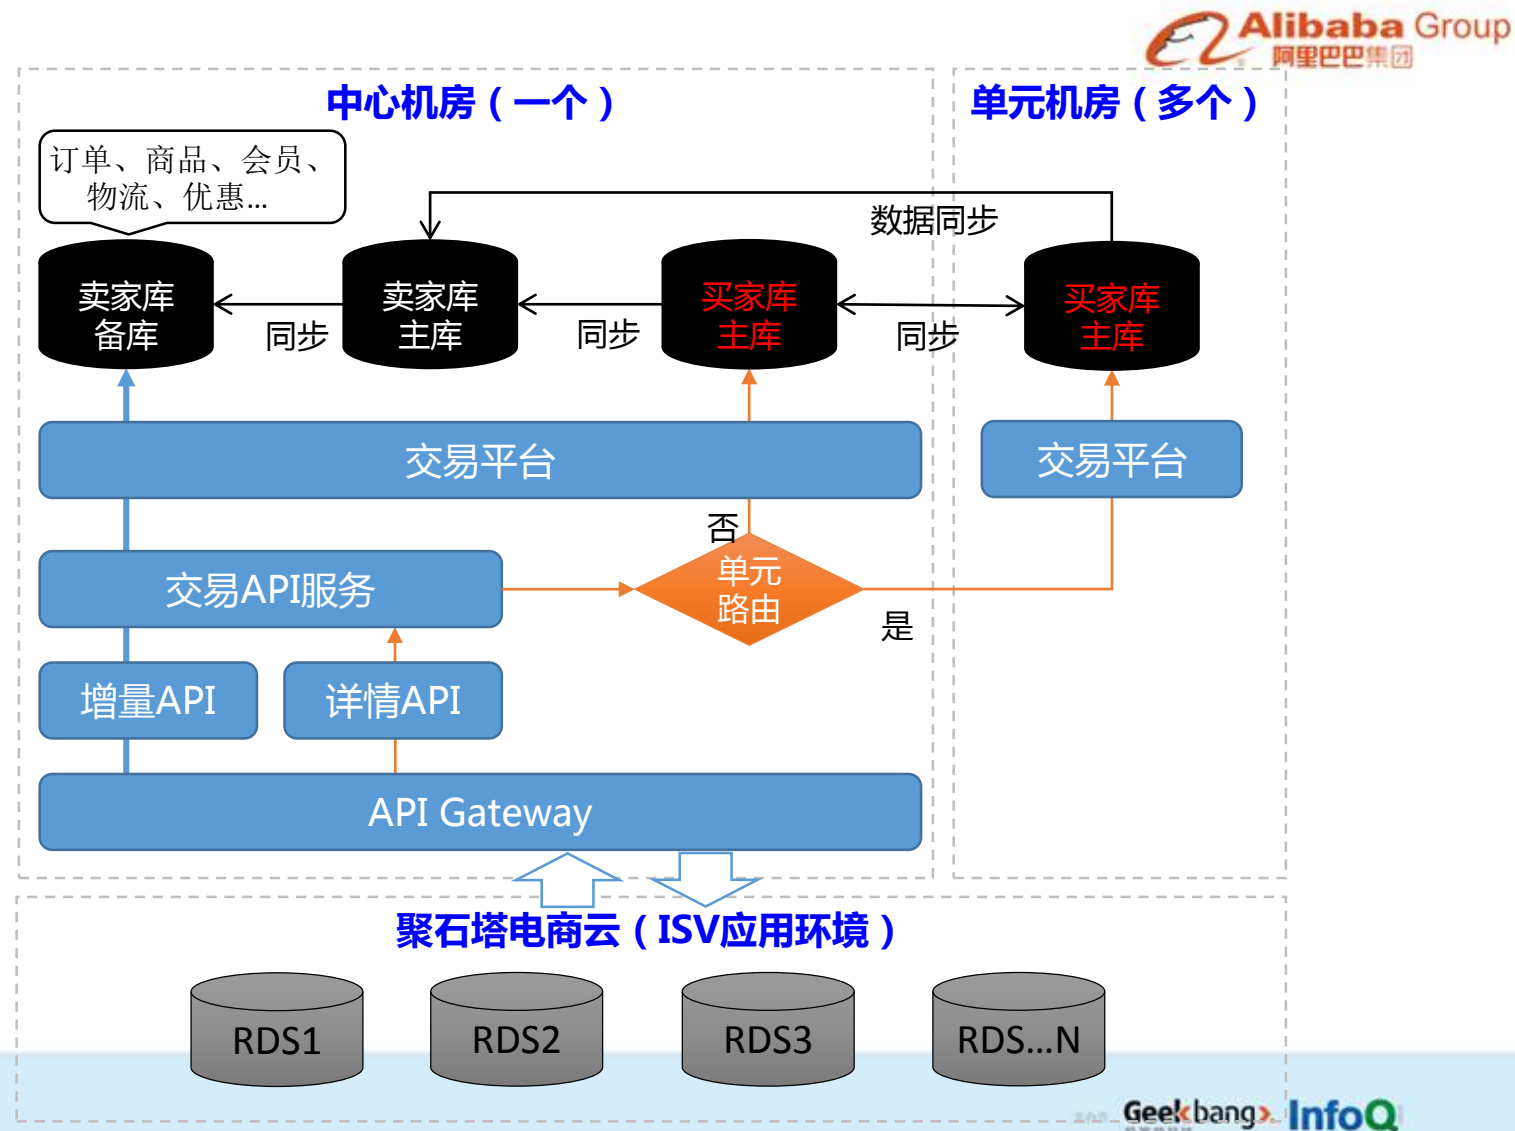 Alibaba Group
阿里巴巴集团
中心机房（一个）
单元机房（多个）
订单、商品、会员、
物流、优惠...
数据同步
卖家库
备库
同步
卖家库
主库
同步
买家库
主库
同步
买家库
主库
交易平台
交易平台
否
单元
路由
是
交易API服务
增量API
详情API
API Gateway
聚石塔电商云（ISV应用环境）
RDS1
RDS2
RDS3
RDS...N
Geekbang>
InfoQ